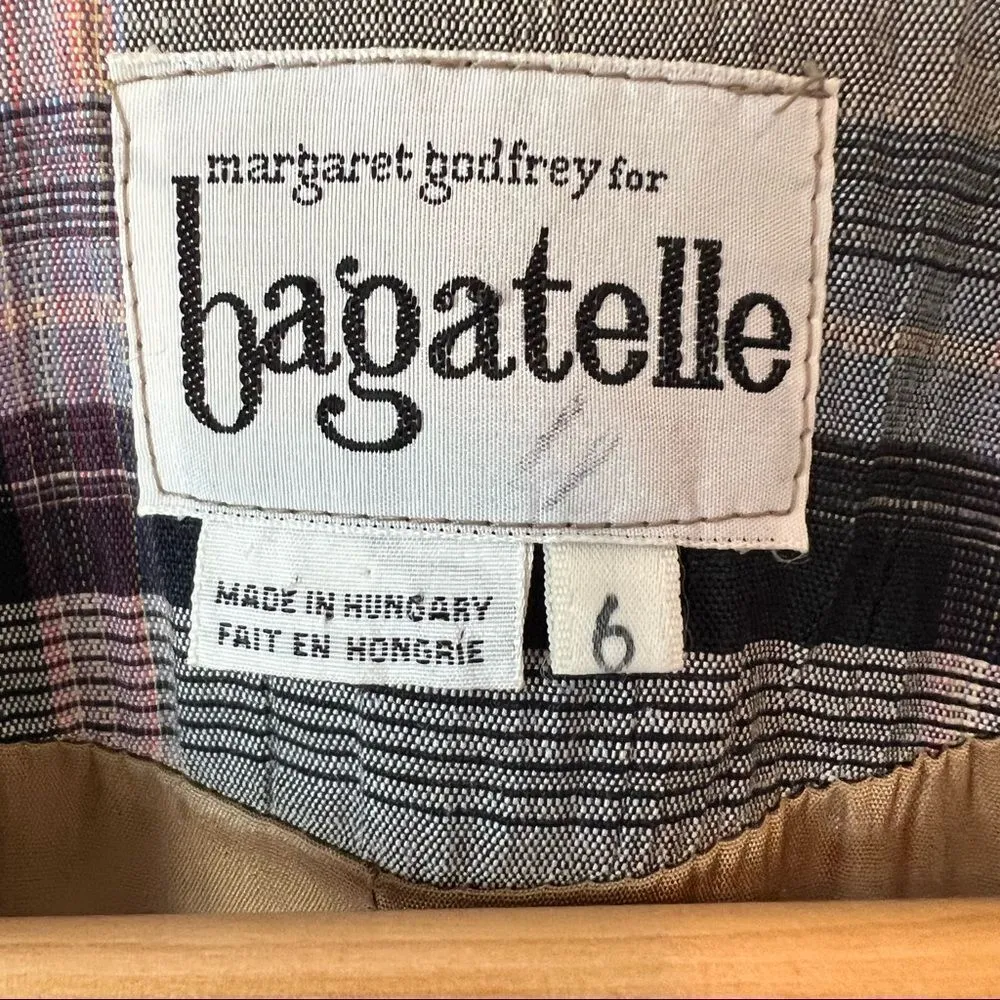 margaret godfrey for
bagatelle
MADE IN HUNGARY
FAIT EN HONGRIE
6